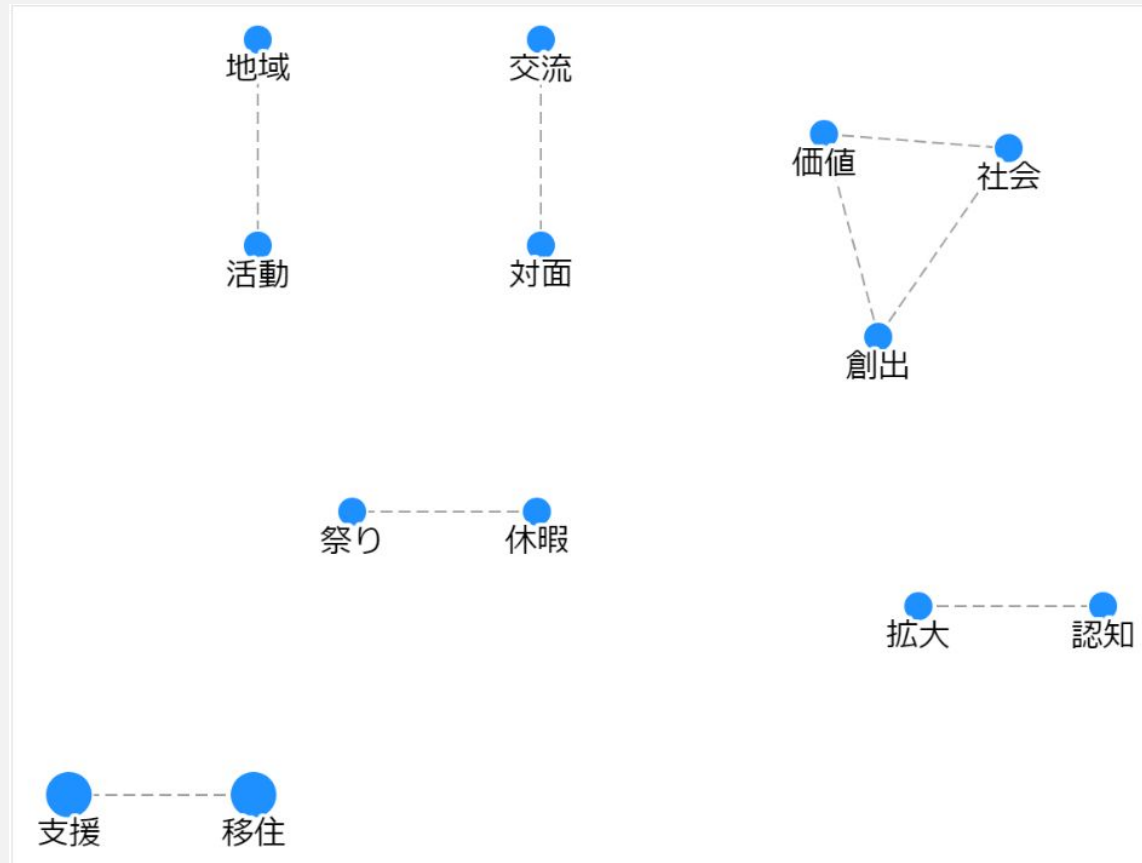 地域
交流
価値
社会
活動
対面
創出
祭り
休暇
拡大
認知
支援
移住